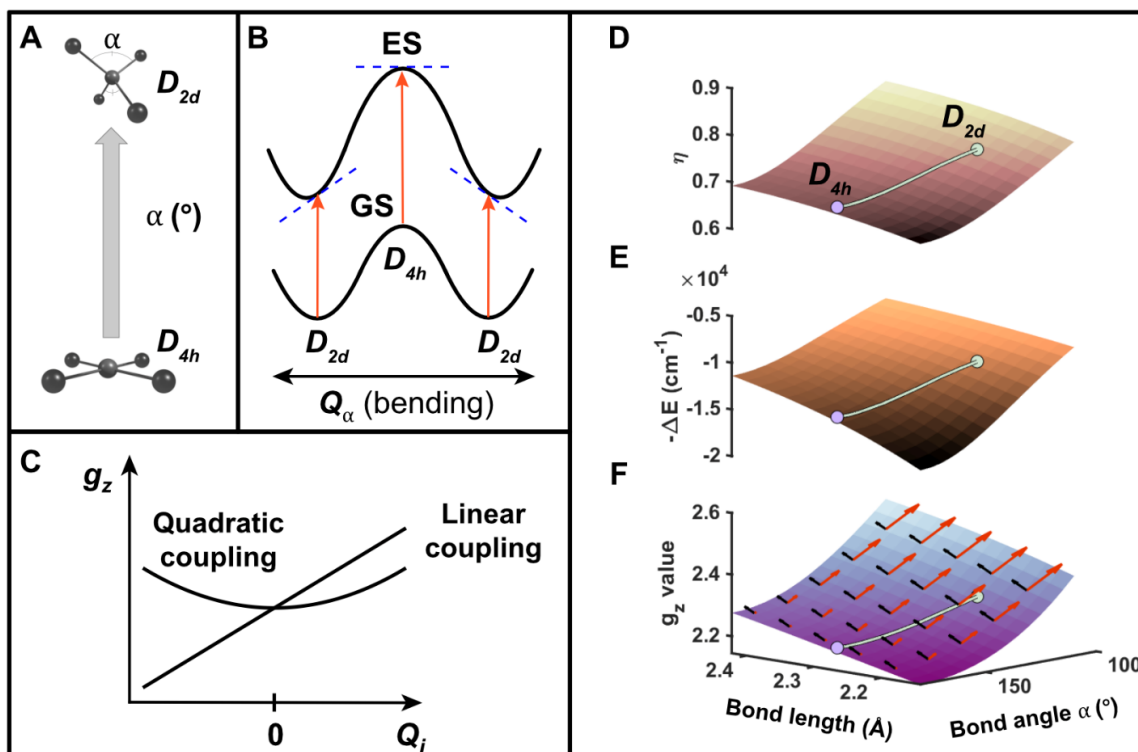 A
α
D2d
α (°)
D4h
B
ES
GS
D4h
D2d
D2d
Qα (bending)
C
gz
Quadratic
coupling
Linear
coupling
0
Qi
D
0.9
0.8
0.7
0.6
η
D2d
D4h
E
×10⁴
-0.5
-1
-1.5
-2
-ΔE (cm⁻¹)
F
2.6
2.4
2.2
gz value
2.4
2.3
2.2
Bond length (Å)
100
150
Bond angle α (°)